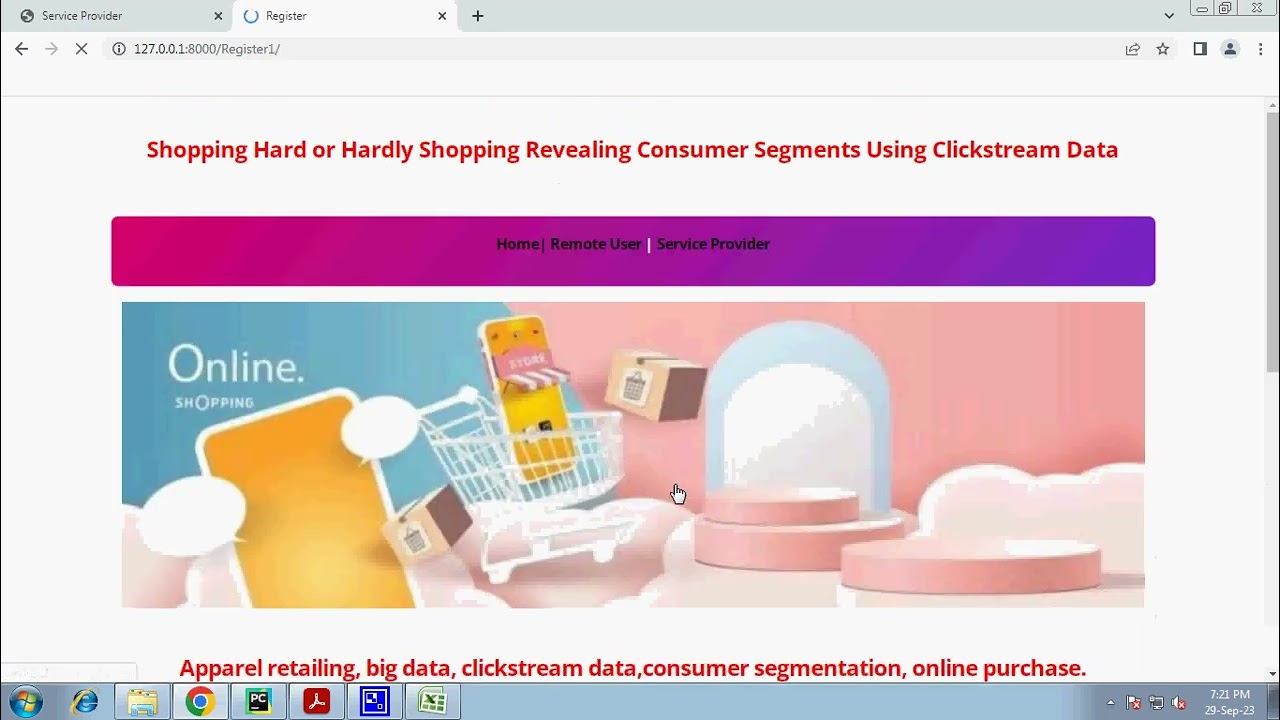 Service Provider
Register
127.0.0.1:8000/Register1/
Shopping Hard or Hardly Shopping Revealing Consumer Segments Using Clickstream Data
Home| Remote User | Service Provider
Online.
SHOPPING
STORE
Apparel retailing, big data, clickstream data,consumer segmentation, online purchase.
PC
7:21 PM
29-Sep-23